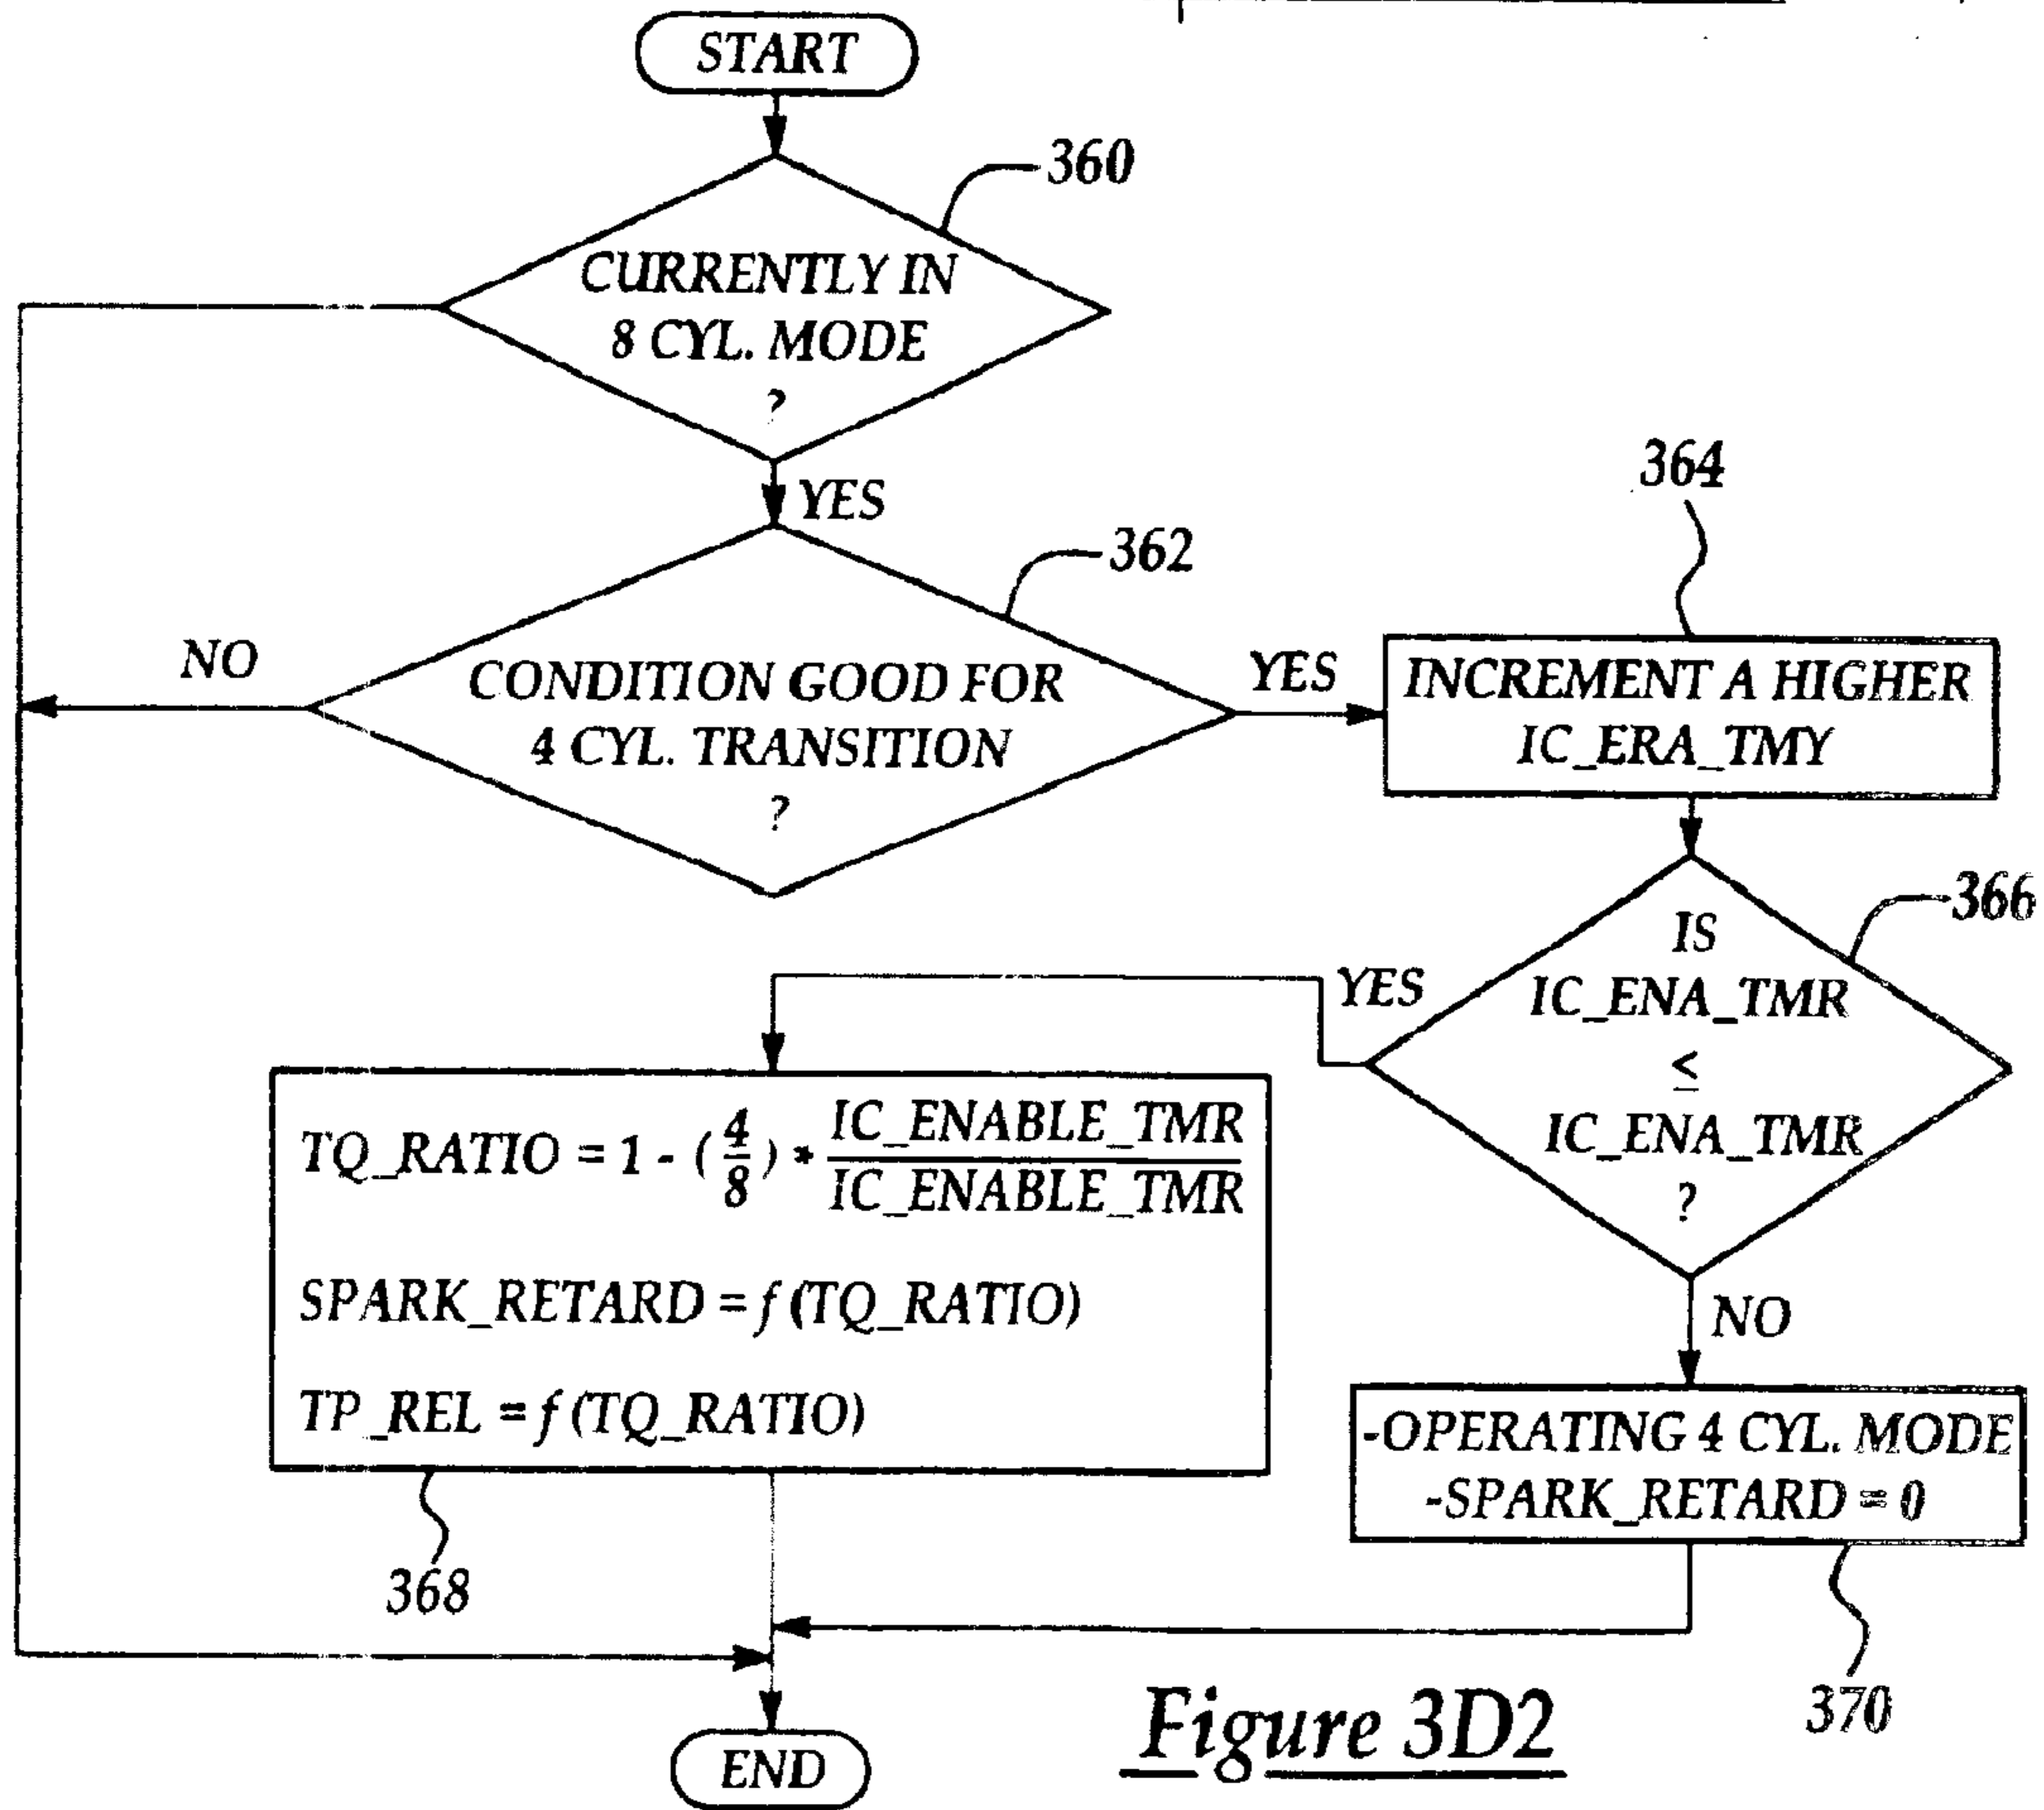 START
360
CURRENTLY IN
8 CYL. MODE
?
YES
362
364
NO
CONDITION GOOD FOR
4 CYL. TRANSITION
?
YES
INCREMENT A HIGHER
IC_ERA_TMY
366
IS
IC_ENA_TMR
≤
IC_ENA_TMR
?
YES
TQ_RATIO = 1 - (4/8) * IC_ENABLE_TMR / IC_ENABLE_TMR
SPARK_RETARD = f (TQ_RATIO)
TP_REL = f (TQ_RATIO)
NO
-OPERATING 4 CYL. MODE
-SPARK_RETARD = 0
368
370
END
Figure 3D2